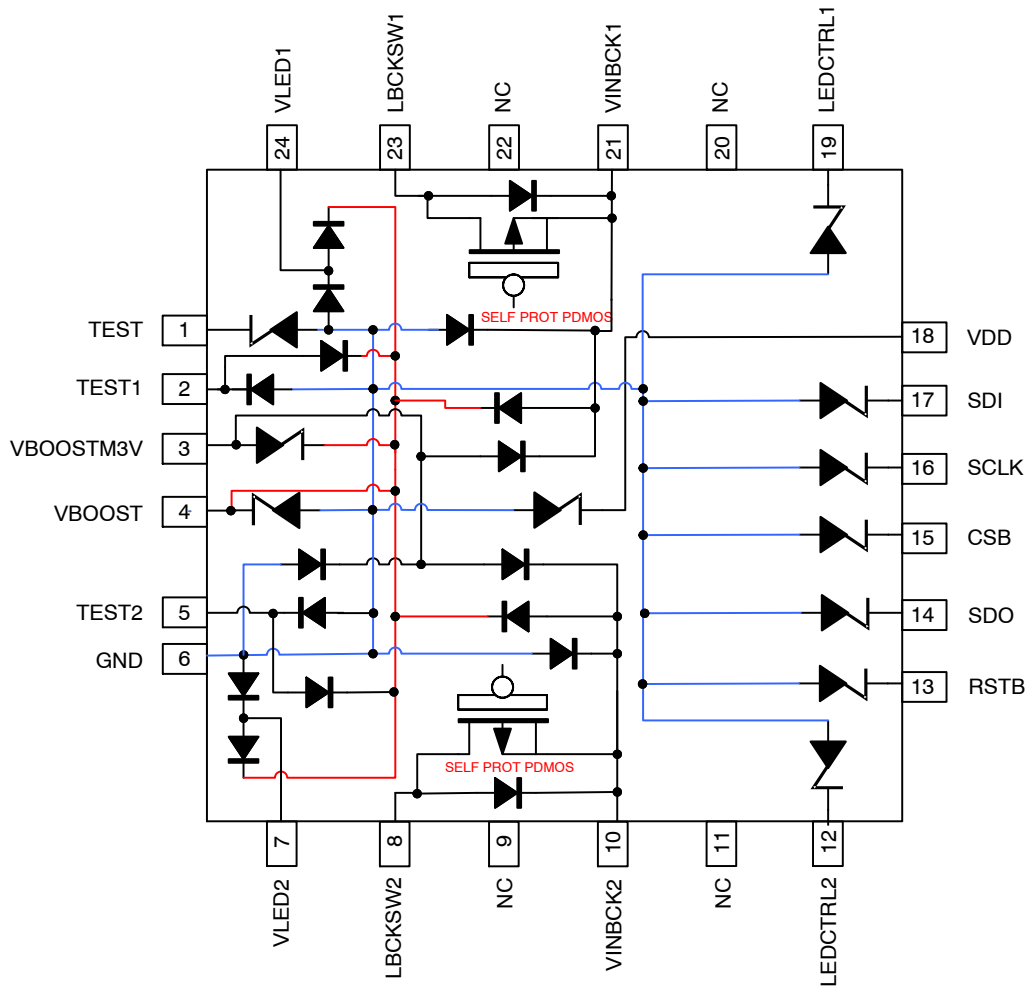 VLED1
LBCKSW1
NC
VINBCK1
NC
LEDCTRL1
24
23
22
21
20
19
SELF PROT PDMOS
TEST 1
18 VDD
TEST1 2
17 SDI
VBOOSTM3V 3
16 SCLK
VBOOST 4
15 CSB
TEST2 5
14 SDO
GND 6
13 RSTB
SELF PROT PDMOS
7
8
9
10
11
12
VLED2
LBCKSW2
NC
VINBCK2
NC
LEDCTRL2